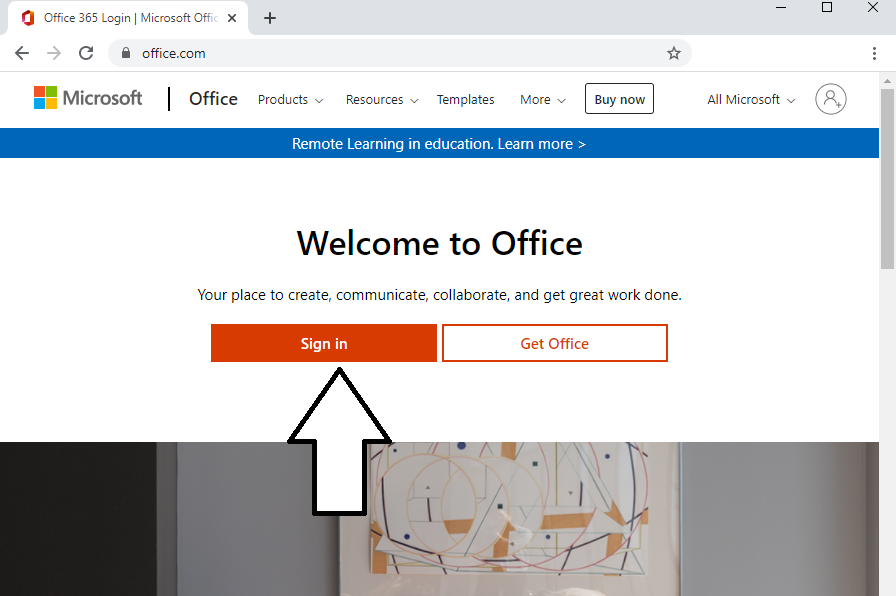 Office 365 Login | Microsoft Offic
office.com
Microsoft Office Products Resources Templates More Buy now All Microsoft
Remote Learning in education. Learn more >
Welcome to Office
Your place to create, communicate, collaborate, and get great work done.
Sign in Get Office